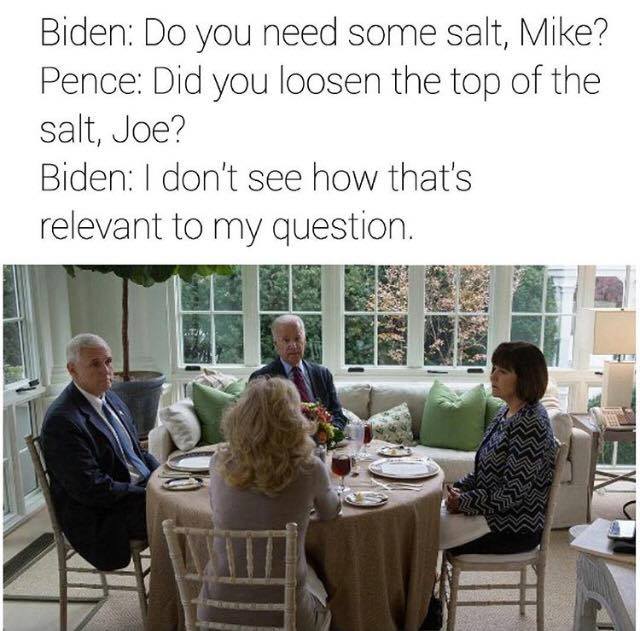 Biden: Do you need some salt, Mike?
Pence: Did you loosen the top of the
salt, Joe?
Biden: I don't see how that's
relevant to my question.